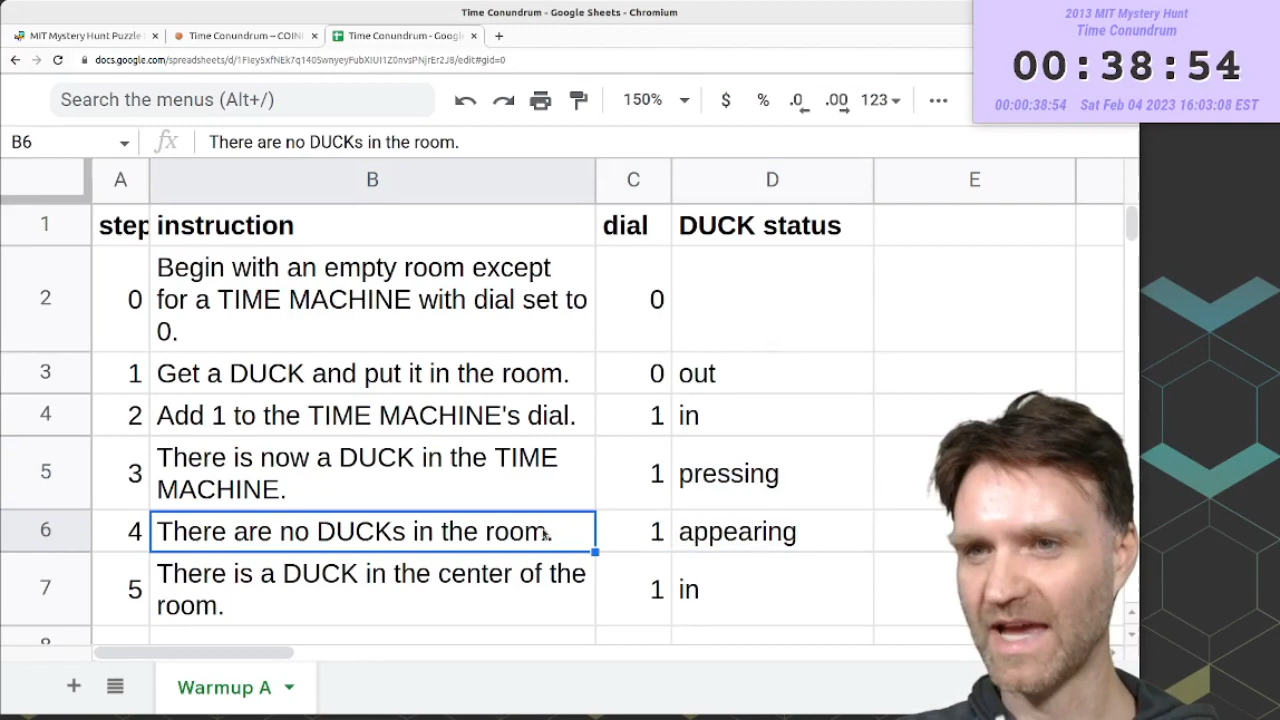 Time Conundrum - Google Sheets - Chromium
2013 MIT Mystery Hunt
Time Conundrum
00:38:54
00:00:38:54 Sat Feb 04 2023 16:03:08 EST
MIT Mystery Hunt Puzzle
Time Conundrum – COIN
Time Conundrum - Google
Search the menus (Alt+/)
150%
$ % .0 .00 123
B6
fx
There are no DUCKs in the room.
A B C D E
1 step instruction dial DUCK status
2 0 Begin with an empty room except
for a TIME MACHINE with dial set to
0. 0
3 1 Get a DUCK and put it in the room. 0 out
4 2 Add 1 to the TIME MACHINE's dial. 1 in
5 3 There is now a DUCK in the TIME
MACHINE. 1 pressing
6 4 There are no DUCKs in the room. 1 appearing
7 5 There is a DUCK in the center of the
room. 1 in
8
Warmup A